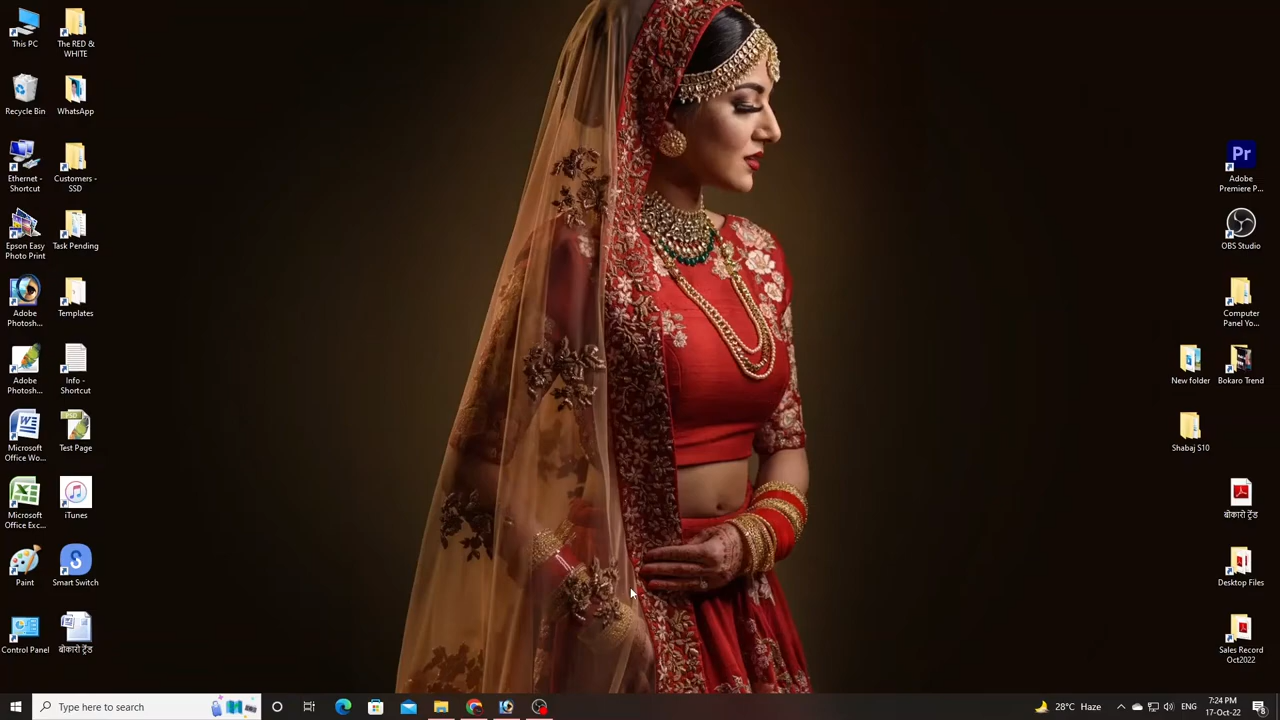 This PC
The RED &
WHITE
Recycle Bin
WhatsApp
Ethernet -
Shortcut
Customers -
SSD
Epson Easy
Photo Print
Task Pending
Adobe
Photosh...
Templates
Adobe
Photosh...
Info -
Shortcut
W
Microsoft
Office Wo...
PSD
Test Page
Microsoft
Office Exc...
iTunes
Paint
S
Smart Switch
Control Panel
बोकारो ट्रेंड
Pr
Adobe
Premiere P...
OBS Studio
Computer
Panel Yo...
New folder
Bokaro Trend
Shabaj S10
बोकारो ट्रेंड
Desktop Files
Sales Record
Oct2022
Type here to search
28°C Haze
ENG
7:24 PM
17-Oct-22